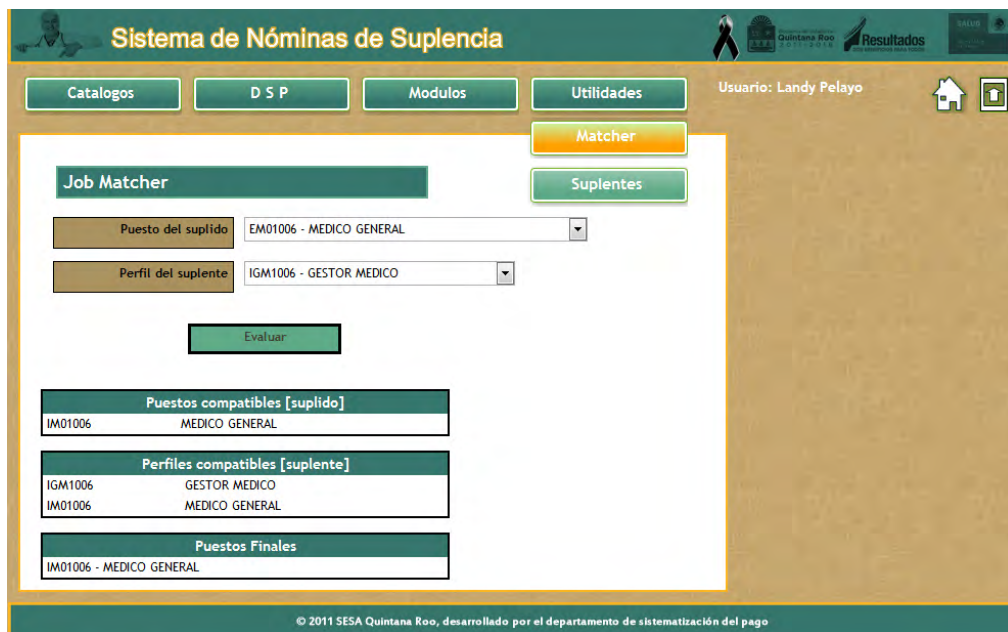 Sistema de Nóminas de Suplencia
Quintana Roo
2011-2016
Resultados
SALUD
Catalogos
D S P
Modulos
Utilidades
Usuario: Landy Pelayo
Matcher
Suplentes
Job Matcher
Puesto del suplido
EM01006 - MEDICO GENERAL
Perfil del suplente
IGM1006 - GESTOR MEDICO
Evaluar
Puestos compatibles [suplido]
IM01006 MEDICO GENERAL
Perfiles compatibles [suplente]
IGM1006 GESTOR MEDICO
IM01006 MEDICO GENERAL
Puestos Finales
IM01006 - MEDICO GENERAL
© 2011 SESA Quintana Roo, desarrollado por el departamento de sistematización del pago